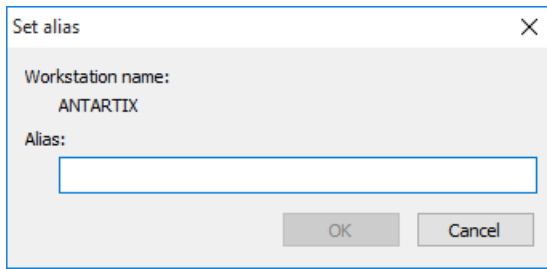 Set alias
Workstation name:
ANTARTIX
Alias:
OK Cancel